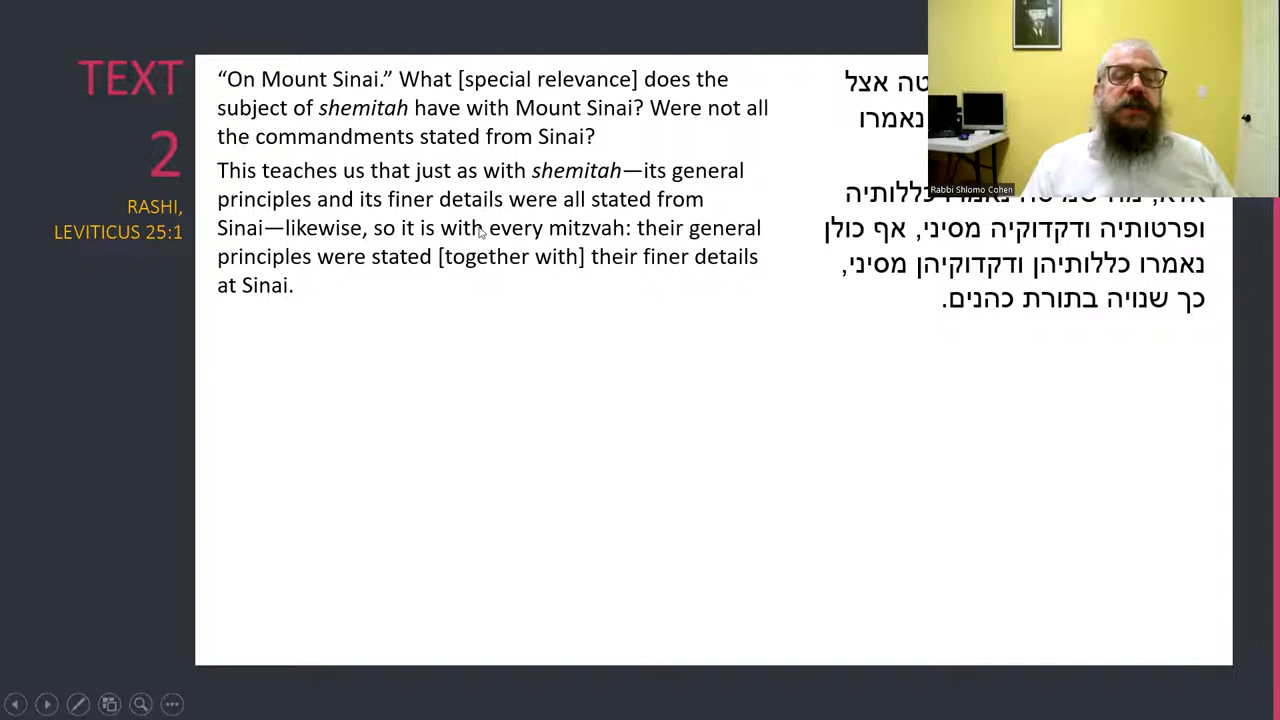 TEXT
2
RASHI,
LEVITICUS 25:1
“On Mount Sinai.” What [special relevance] does the
subject of shemitah have with Mount Sinai? Were not all
the commandments stated from Sinai?
This teaches us that just as with shemitah—its general
principles and its finer details were all stated from
Sinai—likewise, so it is with every mitzvah: their general
principles were stated [together with] their finer details
at Sinai.
אצל
נאמרו
כללותיה
ופרטותיה ודקדוקיה מסיני, אף כולן
נאמרו כללותיהן ודקדוקיהן מסיני,
כך שנויה בתורת כהנים.
Rabbi Shlomo Cohen